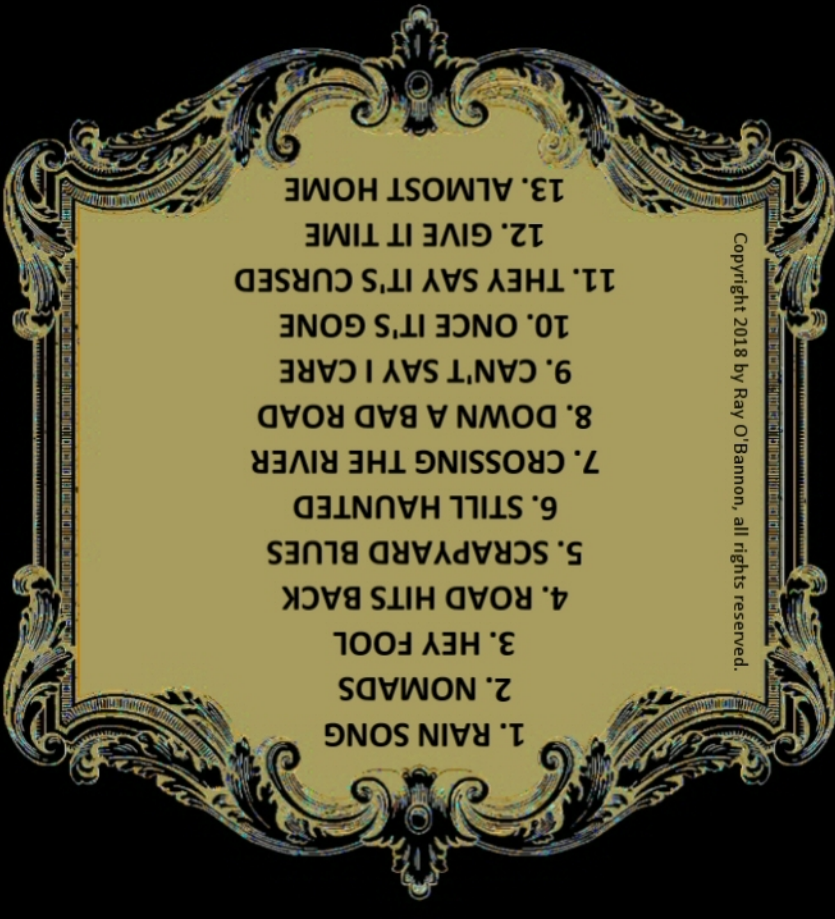 1. RAIN SONG
2. NOMADS
3. HEY FOOL
4. ROAD HITS BACK
5. SCRAPYARD BLUES
6. STILL HAUNTED
7. CROSSING THE RIVER
8. DOWN A BAD ROAD
9. CAN'T SAY I CARE
10. ONCE IT'S GONE
11. THEY SAY IT'S CURSED
12. GIVE IT TIME
13. ALMOST HOME
Copyright 2018 by Ray O'Bannon, all rights reserved.